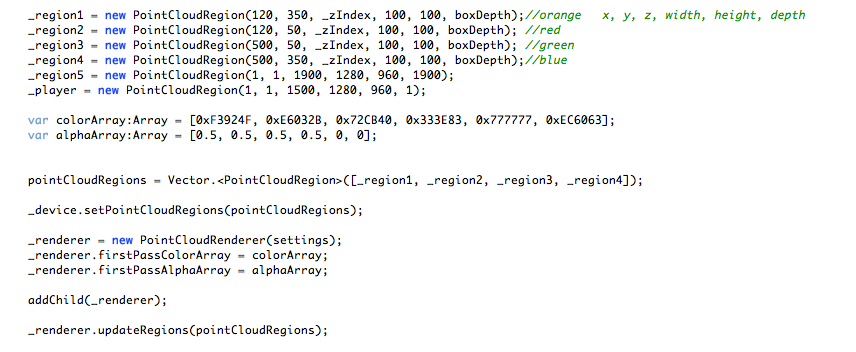 _region1 = new PointCloudRegion(120, 350, _zIndex, 100, 100, boxDepth);//orange   x, y, z, width, height, depth
_region2 = new PointCloudRegion(120, 50, _zIndex, 100, 100, boxDepth); //red
_region3 = new PointCloudRegion(500, 50, _zIndex, 100, 100, boxDepth); //green
_region4 = new PointCloudRegion(500, 350, _zIndex, 100, 100, boxDepth);//blue
_region5 = new PointCloudRegion(1, 1, 1900, 1280, 960, 1900);
_player = new PointCloudRegion(1, 1, 1500, 1280, 960, 1);
var colorArray:Array = [0xF3924F, 0xE6032B, 0x72CB40, 0x333E83, 0x777777, 0xEC6063];
var alphaArray:Array = [0.5, 0.5, 0.5, 0.5, 0, 0];
pointCloudRegions = Vector.<PointCloudRegion>([_region1, _region2, _region3, _region4]);
_device.setPointCloudRegions(pointCloudRegions);
_renderer = new PointCloudRenderer(settings);
_renderer.firstPassColorArray = colorArray;
_renderer.firstPassAlphaArray = alphaArray;
addChild(_renderer);
_renderer.updateRegions(pointCloudRegions);